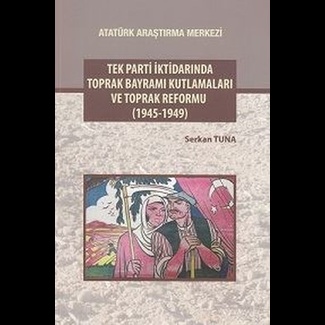 ATATÜRK ARAŞTIRMA MERKEZİ
TEK PARTİ İKTİDARINDA
TOPRAK BAYRAMI KUTLAMALARI
VE TOPRAK REFORMU
(1945-1949)
Serkan TUNA